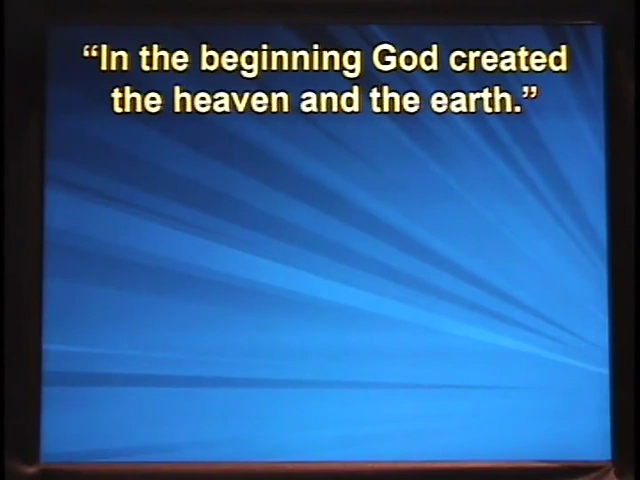 “In the beginning God created
the heaven and the earth.”